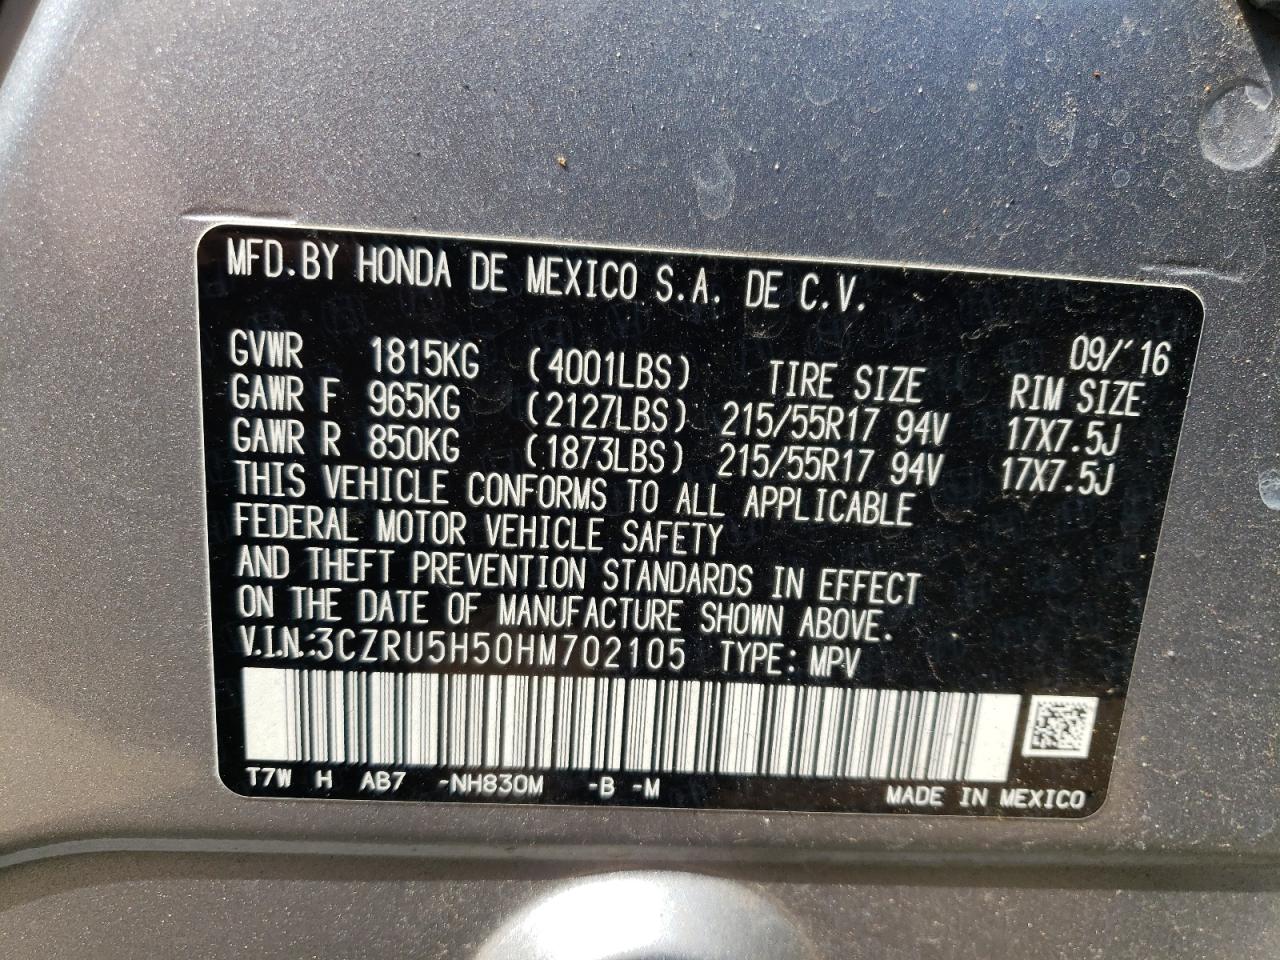 MFD.BY HONDA DE MEXICO S.A. DE C.V.
09/´16
GVWR 1815KG (4001LBS) TIRE SIZE RIM SIZE
GAWR F 965KG (2127LBS) 215/55R17 94V 17X7.5J
GAWR R 850KG (1873LBS) 215/55R17 94V 17X7.5J
THIS VEHICLE CONFORMS TO ALL APPLICABLE
FEDERAL MOTOR VEHICLE SAFETY
AND THEFT PREVENTION STANDARDS IN EFFECT
ON THE DATE OF MANUFACTURE SHOWN ABOVE.
V.I.N.:3CZRU5H50HM702105 TYPE: MPV
T7W H AB7 -NH830M -B -M
MADE IN MEXICO